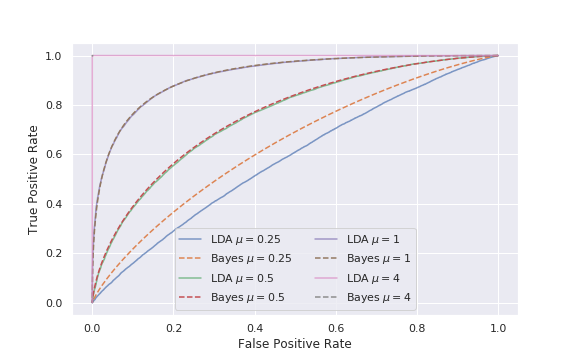 True Positive Rate
1.0
0.8
0.6
0.4
0.2
0.0
LDA μ = 0.25
Bayes μ = 0.25
LDA μ = 0.5
Bayes μ = 0.5
LDA μ = 1
Bayes μ = 1
LDA μ = 4
Bayes μ = 4
0.0 0.2 0.4 0.6 0.8 1.0
False Positive Rate